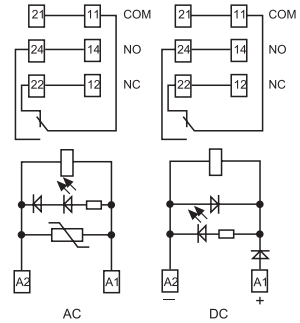 21 11 COM 21 11 COM
24 14 NO 24 14 NO
22 12 NC 22 12 NC
A2 A1 A2 A1
— +
AC DC